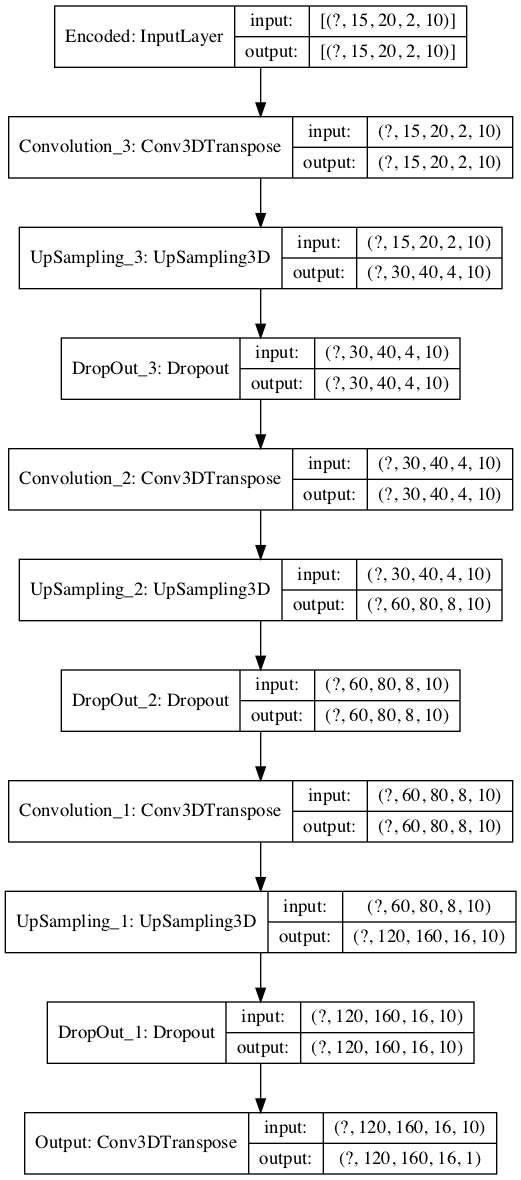 Encoded: InputLayer
input: [(?, 15, 20, 2, 10)]
output: [(?, 15, 20, 2, 10)]
Convolution_3: Conv3DTranspose
input: (?, 15, 20, 2, 10)
output: (?, 15, 20, 2, 10)
UpSampling_3: UpSampling3D
input: (?, 15, 20, 2, 10)
output: (?, 30, 40, 4, 10)
DropOut_3: Dropout
input: (?, 30, 40, 4, 10)
output: (?, 30, 40, 4, 10)
Convolution_2: Conv3DTranspose
input: (?, 30, 40, 4, 10)
output: (?, 30, 40, 4, 10)
UpSampling_2: UpSampling3D
input: (?, 30, 40, 4, 10)
output: (?, 60, 80, 8, 10)
DropOut_2: Dropout
input: (?, 60, 80, 8, 10)
output: (?, 60, 80, 8, 10)
Convolution_1: Conv3DTranspose
input: (?, 60, 80, 8, 10)
output: (?, 60, 80, 8, 10)
UpSampling_1: UpSampling3D
input: (?, 60, 80, 8, 10)
output: (?, 120, 160, 16, 10)
DropOut_1: Dropout
input: (?, 120, 160, 16, 10)
output: (?, 120, 160, 16, 10)
Output: Conv3DTranspose
input: (?, 120, 160, 16, 10)
output: (?, 120, 160, 16, 1)